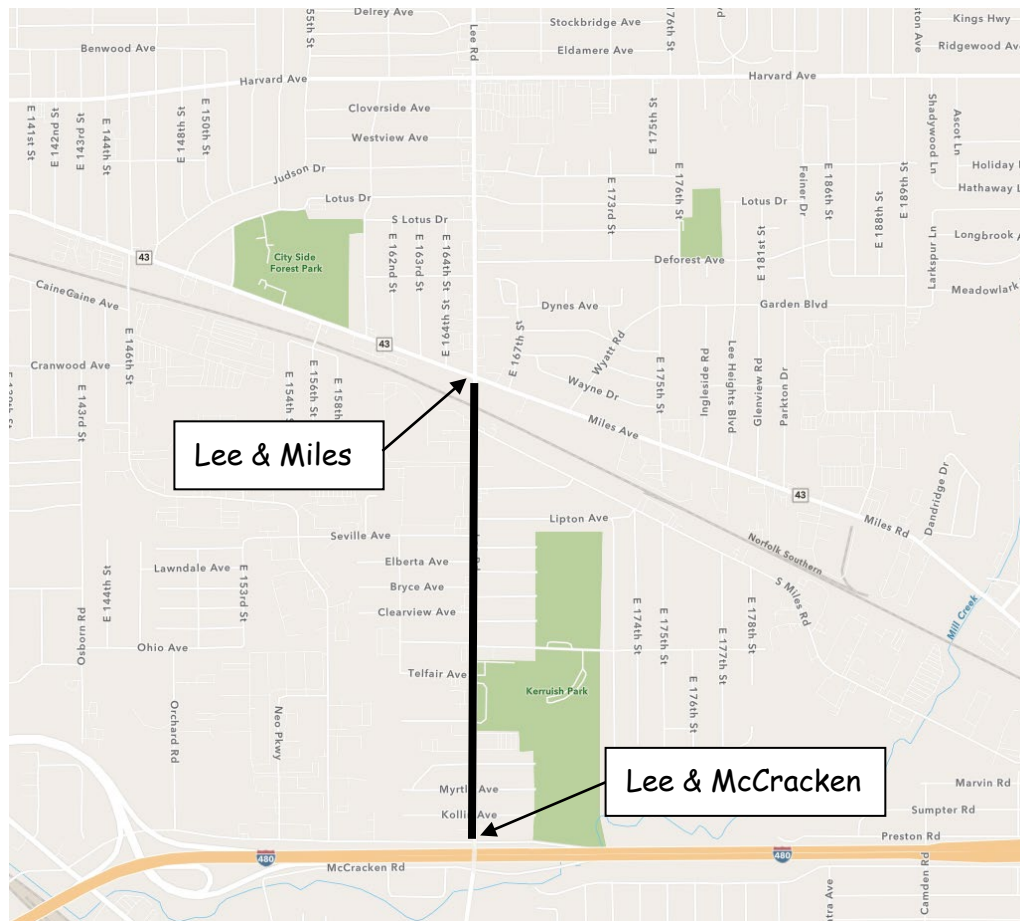 Delrey Ave
55th St
Lee Rd
Stockbridge Ave
176th St
Kings Hwy
Benwood Ave
Eldamere Ave
Ridgewood Ave
Harvard Ave
Harvard Ave
E 141st St
E 142nd St
E 143rd St
E 144th St
E 148th St
E 150th St
Cloverside Ave
Westview Ave
E 175th St
Shadywood Ln
Ascot Ln
Judson Dr
Holiday
Lotus Dr
S Lotus Dr
E 173rd St
E 176th St
Lotus Dr
Feiner Dr
E 186th St
E 188th St
E 189th St
Hathaway
Longbrook
Larkspur Ln
43
City Side
Forest Park
E 162nd St
E 163rd St
E 164th St
E 164th St
Deforest Ave
E 181st St
Meadowlark
Caine Ave
Dynes Ave
Garden Blvd
43
E 146th St
Cranwood Ave
E 143rd St
E 154th St
E 156th St
E 158th
E 167th St
Wyatt Rd
Wayne Dr
E 175th St
Ingleside Rd
Lee Heights Blvd
Glenview Rd
Parkton Dr
Miles Ave
Lee & Miles
43
Miles Rd
Dandridge Dr
Lipton Ave
Seville Ave
Norfolk Southern
Elberta Ave
Lawndale Ave
E 144th St
E 153rd St
Bryce Ave
Clearview Ave
S Miles Rd
Mill Creek
Osborn Rd
E 174th St
E 175th St
E 177th St
E 178th St
Ohio Ave
Telfair Ave
Kerruish Park
E 176th St
Orchard Rd
Neo Pkwy
Lee & McCracken
Myrtle Ave
Marvin Rd
Ave
Sumpter Rd
Preston Rd
480
480
McCracken Rd
Camden Rd
Ave